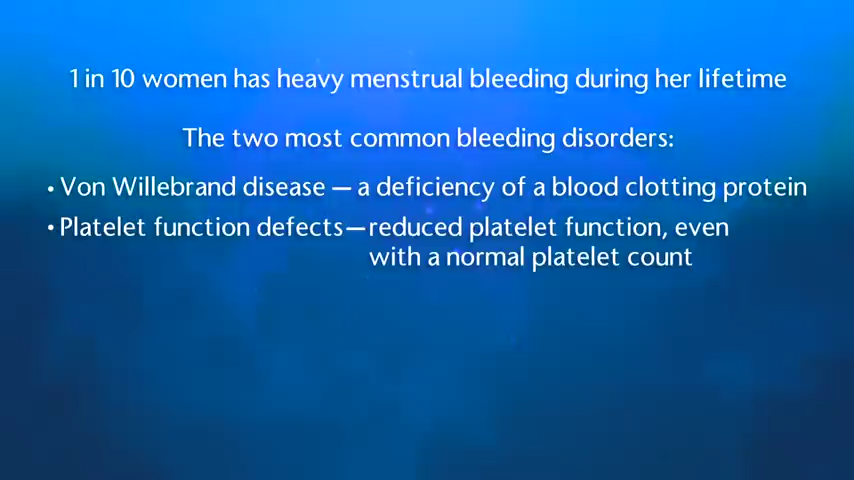 1 in 10 women has heavy menstrual bleeding during her lifetime
The two most common bleeding disorders:
• Von Willebrand disease — a deficiency of a blood clotting protein
• Platelet function defects—reduced platelet function, even
with a normal platelet count